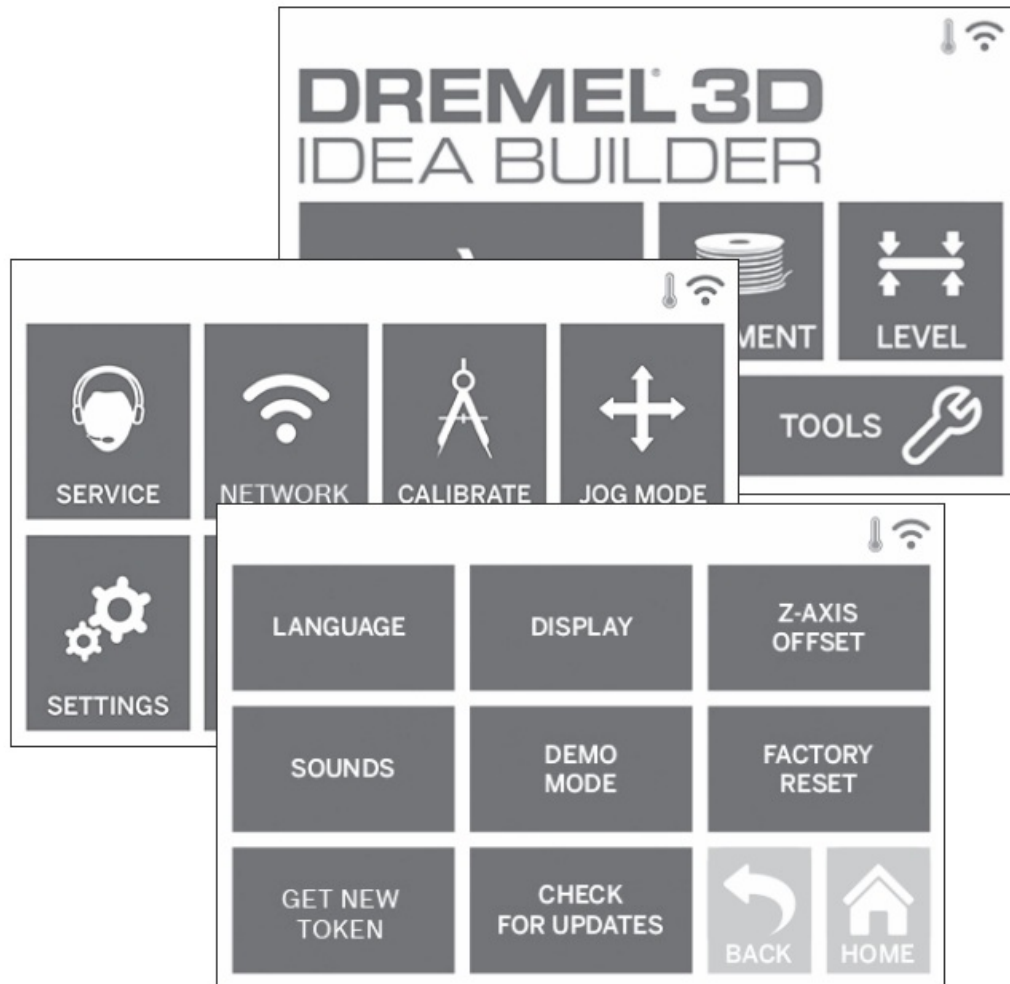 DREMEL® 3D
IDEA BUILDER
MENT
LEVEL
TOOLS
SERVICE
NETWORK
CALIBRATE
JOG MODE
SETTINGS
LANGUAGE
DISPLAY
Z-AXIS
OFFSET
SOUNDS
DEMO
MODE
FACTORY
RESET
GET NEW
TOKEN
CHECK
FOR UPDATES
BACK
HOME